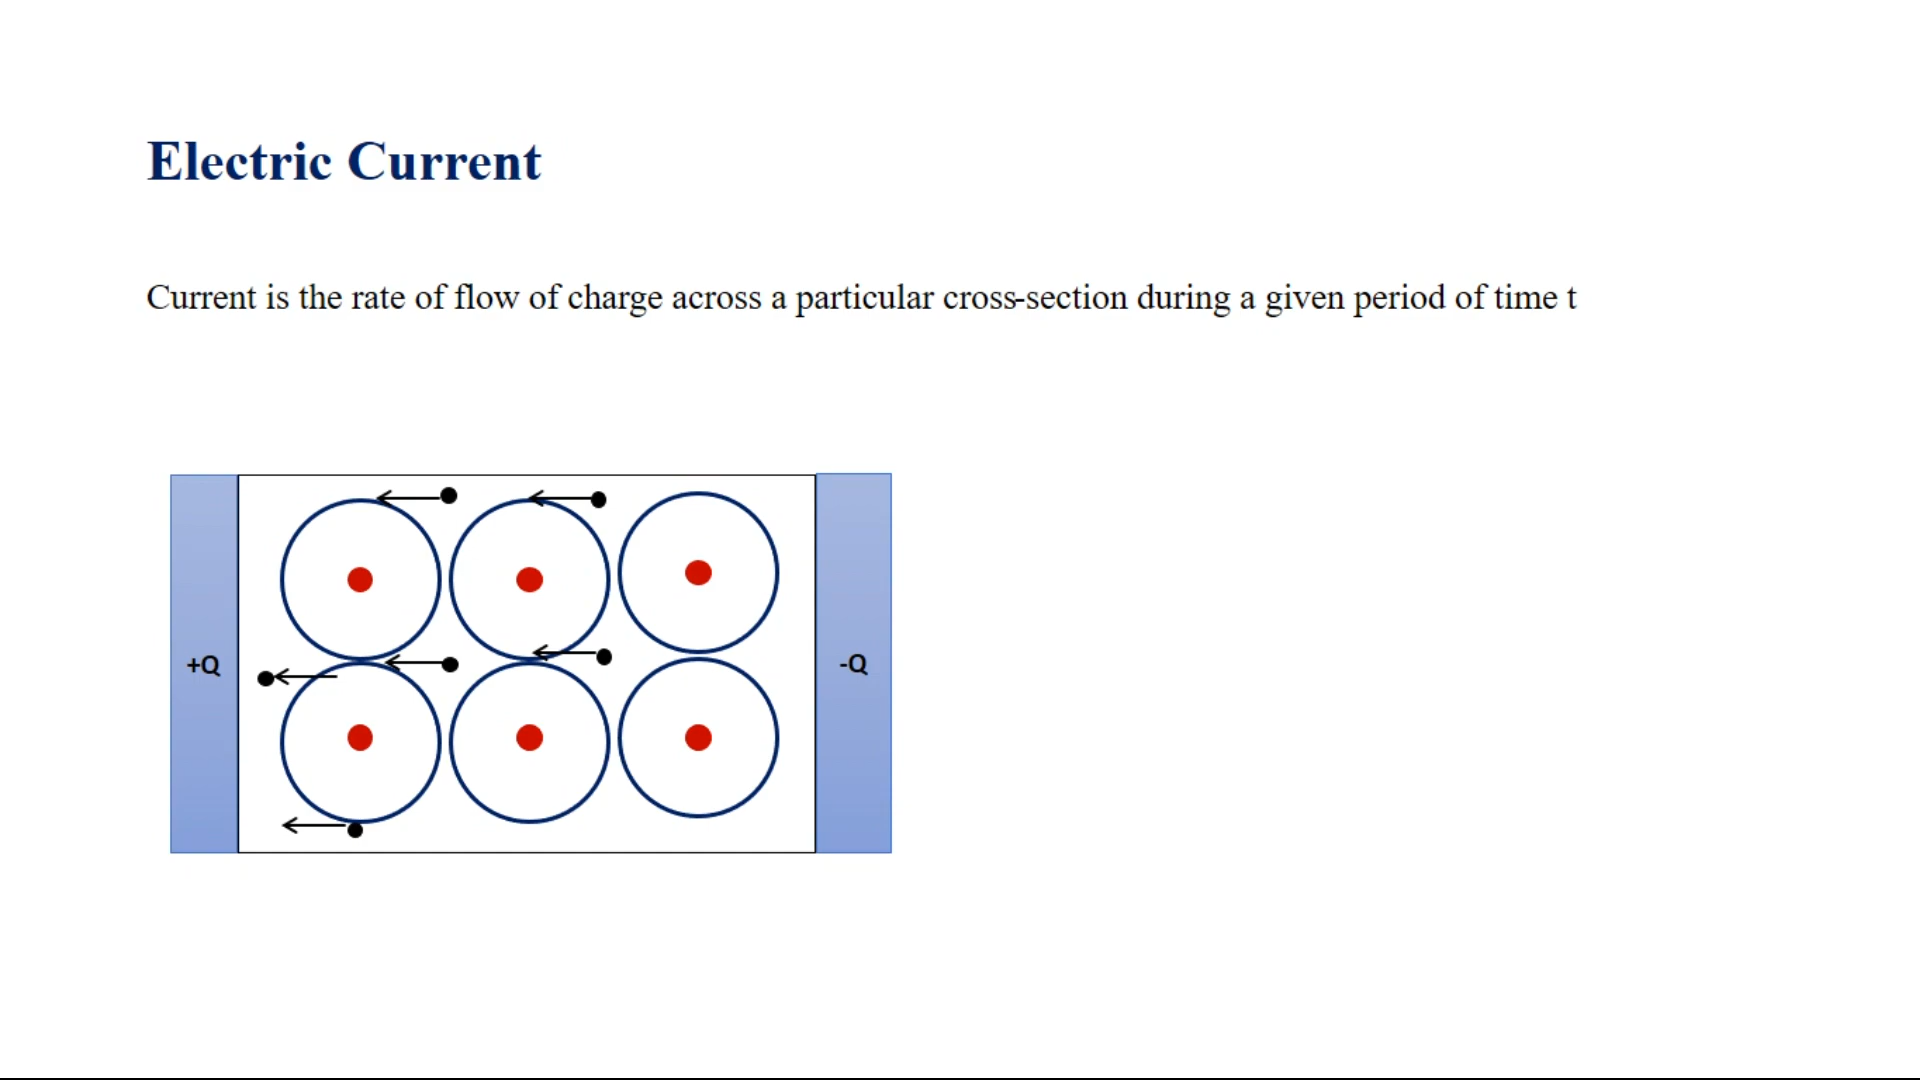 Electric Current
Current is the rate of flow of charge across a particular cross-section during a given period of time t
+Q
-Q